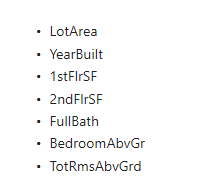 • LotArea
• YearBuilt
• 1stFlrSF
• 2ndFlrSF
• FullBath
• BedroomAbvGr
• TotRmsAbvGrd